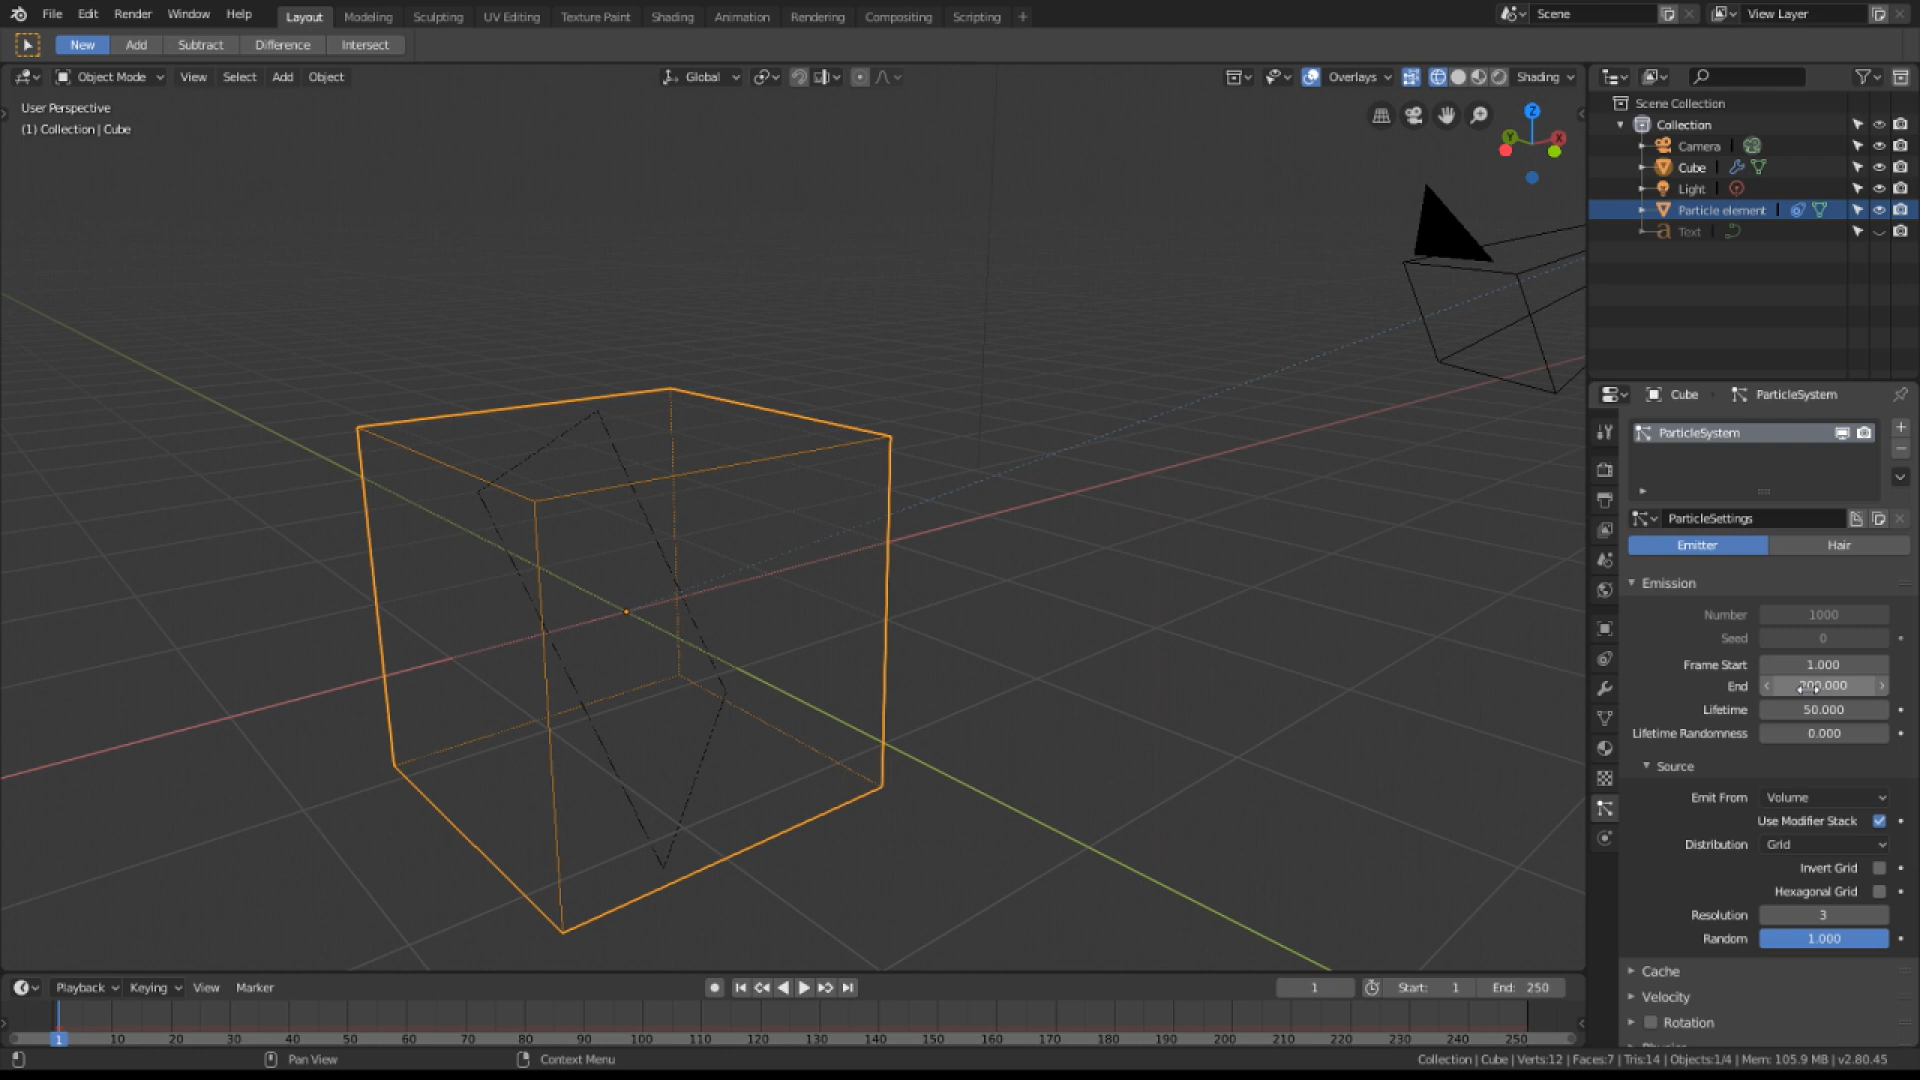 File Edit Render Window Help Layout Modeling Sculpting UV Editing Texture Paint Shading Animation Rendering Compositing Scripting + Scene View Layer
New Add Subtract Difference Intersect
Object Mode View Select Add Object Global Overlays Shading
User Perspective
(1) Collection | Cube
Z
Y
X
Scene Collection
Collection
Camera
Cube
Light
Particle element
Text
Cube ParticleSystem
ParticleSystem
ParticleSettings
Emitter Hair
Emission
Number 1000
Seed 0
Frame Start 1.000
End 200.000
Lifetime 50.000
Lifetime Randomness 0.000
Source
Emit From Volume
Use Modifier Stack
Distribution Grid
Invert Grid
Hexagonal Grid
Resolution 3
Random 1.000
Cache
Velocity
Rotation
Playback Keying View Marker 1 Start: 1 End: 250
1 10 20 30 40 50 60 70 80 90 100 110 120 130 140 150 160 170 180 190 200 210 220 230 240 250
Pan View Context Menu Collection | Cube | Verts:12 | Faces:7 | Tris:14 | Objects:1/4 | Mem: 105.9 MB | v2.80.45